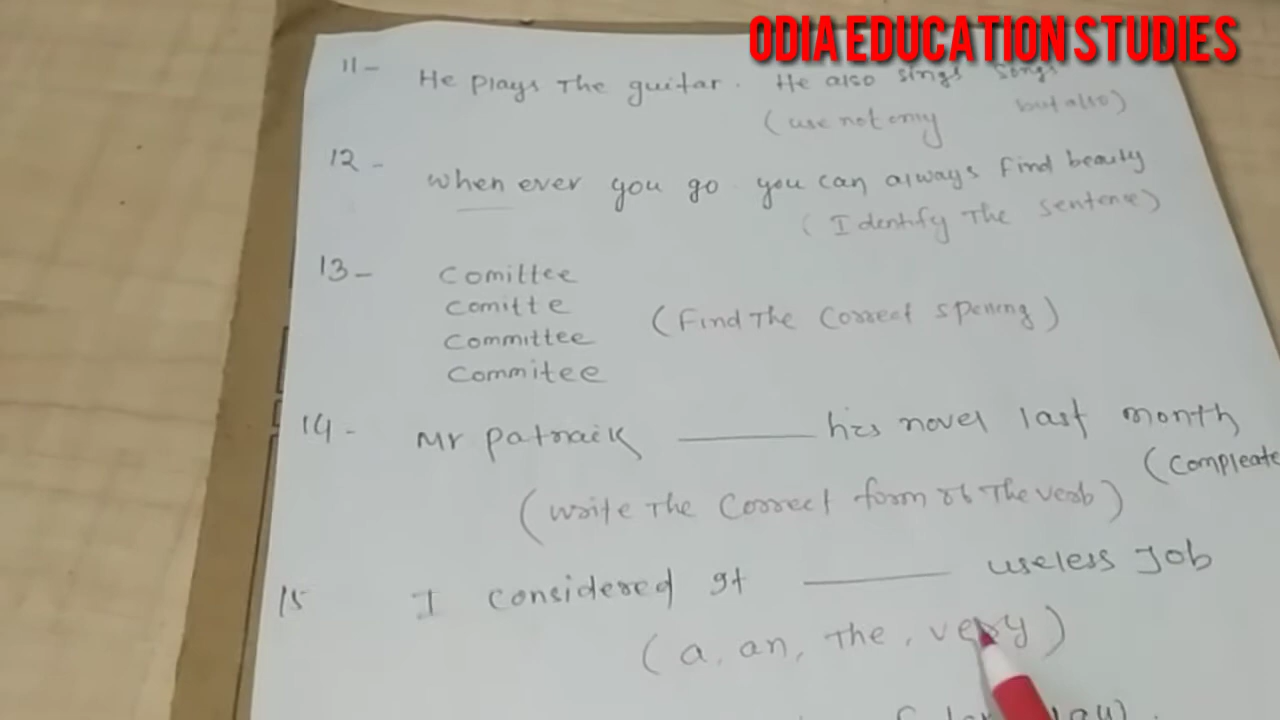 ODIA EDUCATION STUDIES
11- He plays The guitar. He also sings songs
(use not only but also)
12- When ever you go you can always find beauty
(Identify The sentence)
13- comittee
comitte
committee
commitee
(Find The correct spelling)
14- Mr patnaik ______ his novel last month
(compleate
(write The correct form of The verb)
15 I considered it ______ useless job
(a, an, The, very)